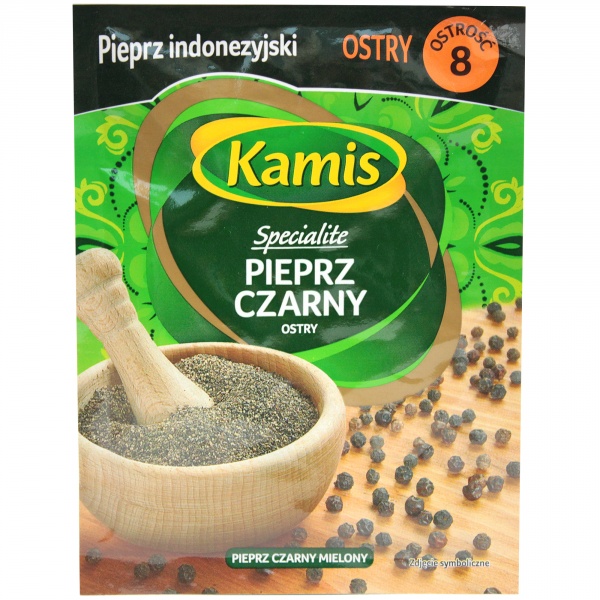 Pieprz indonezyjski
OSTRY
OSTROŚĆ
8
Kamis
Specialite
PIEPRZ
CZARNY
OSTRY
PIEPRZ CZARNY MIELONY
Zdjęcie symboliczne